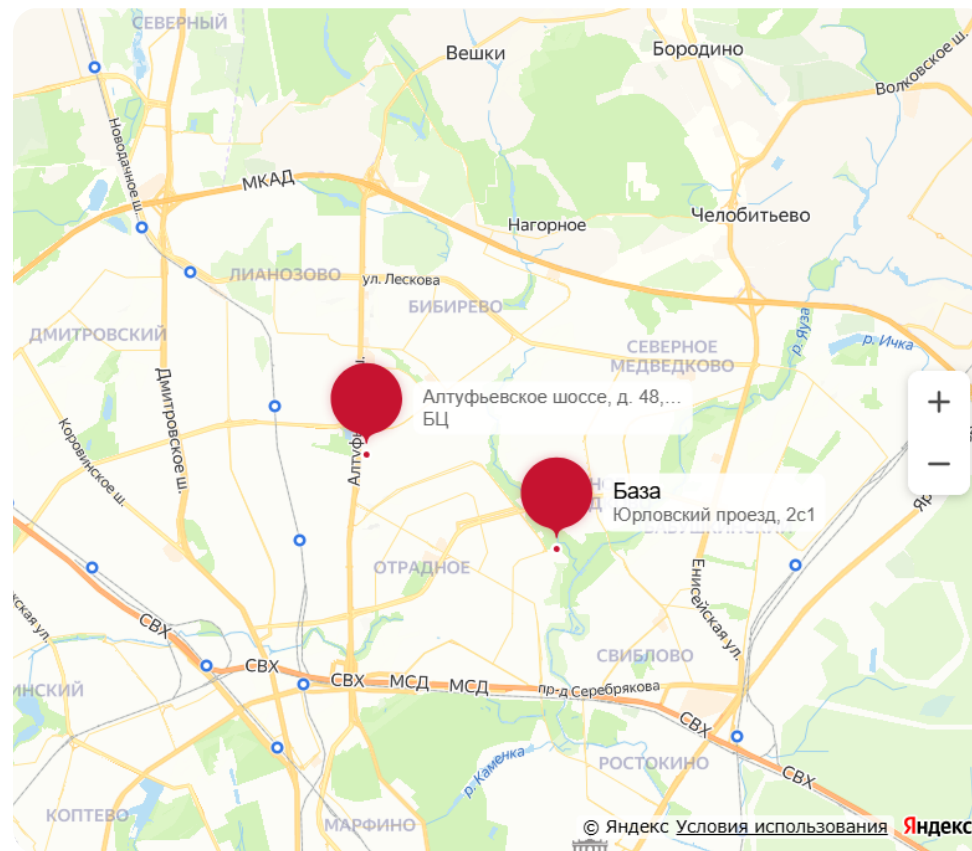 СЕВЕРНЫЙ
Вешки
Бородино
Волковское ш.
Новодачное ш.
МКАД
Нагорное
Челобитьево
ЛИАНОЗОВО
ул. Лескова
БИБИРЕВО
р. Яуза
р. Ичка
ДМИТРОВСКИЙ
СЕВЕРНОЕ
МЕДВЕДКОВО
Дмитровское ш.
Алтуфьевское шоссе, д. 48,...
БЦ
+
Коровинское ш.
−
База
Юрловский проезд, 2с1
ОТРАДНОЕ
Енисейская ул.
СВХ
СВИБЛОВО
СВХ
СВХ
МСД
МСД
пр-д Серебрякова
СВХ
р. Каменка
РОСТОКИНО
СВХ
КОПТЕВО
МАРФИНО
© Яндекс Условия использования Яндекс